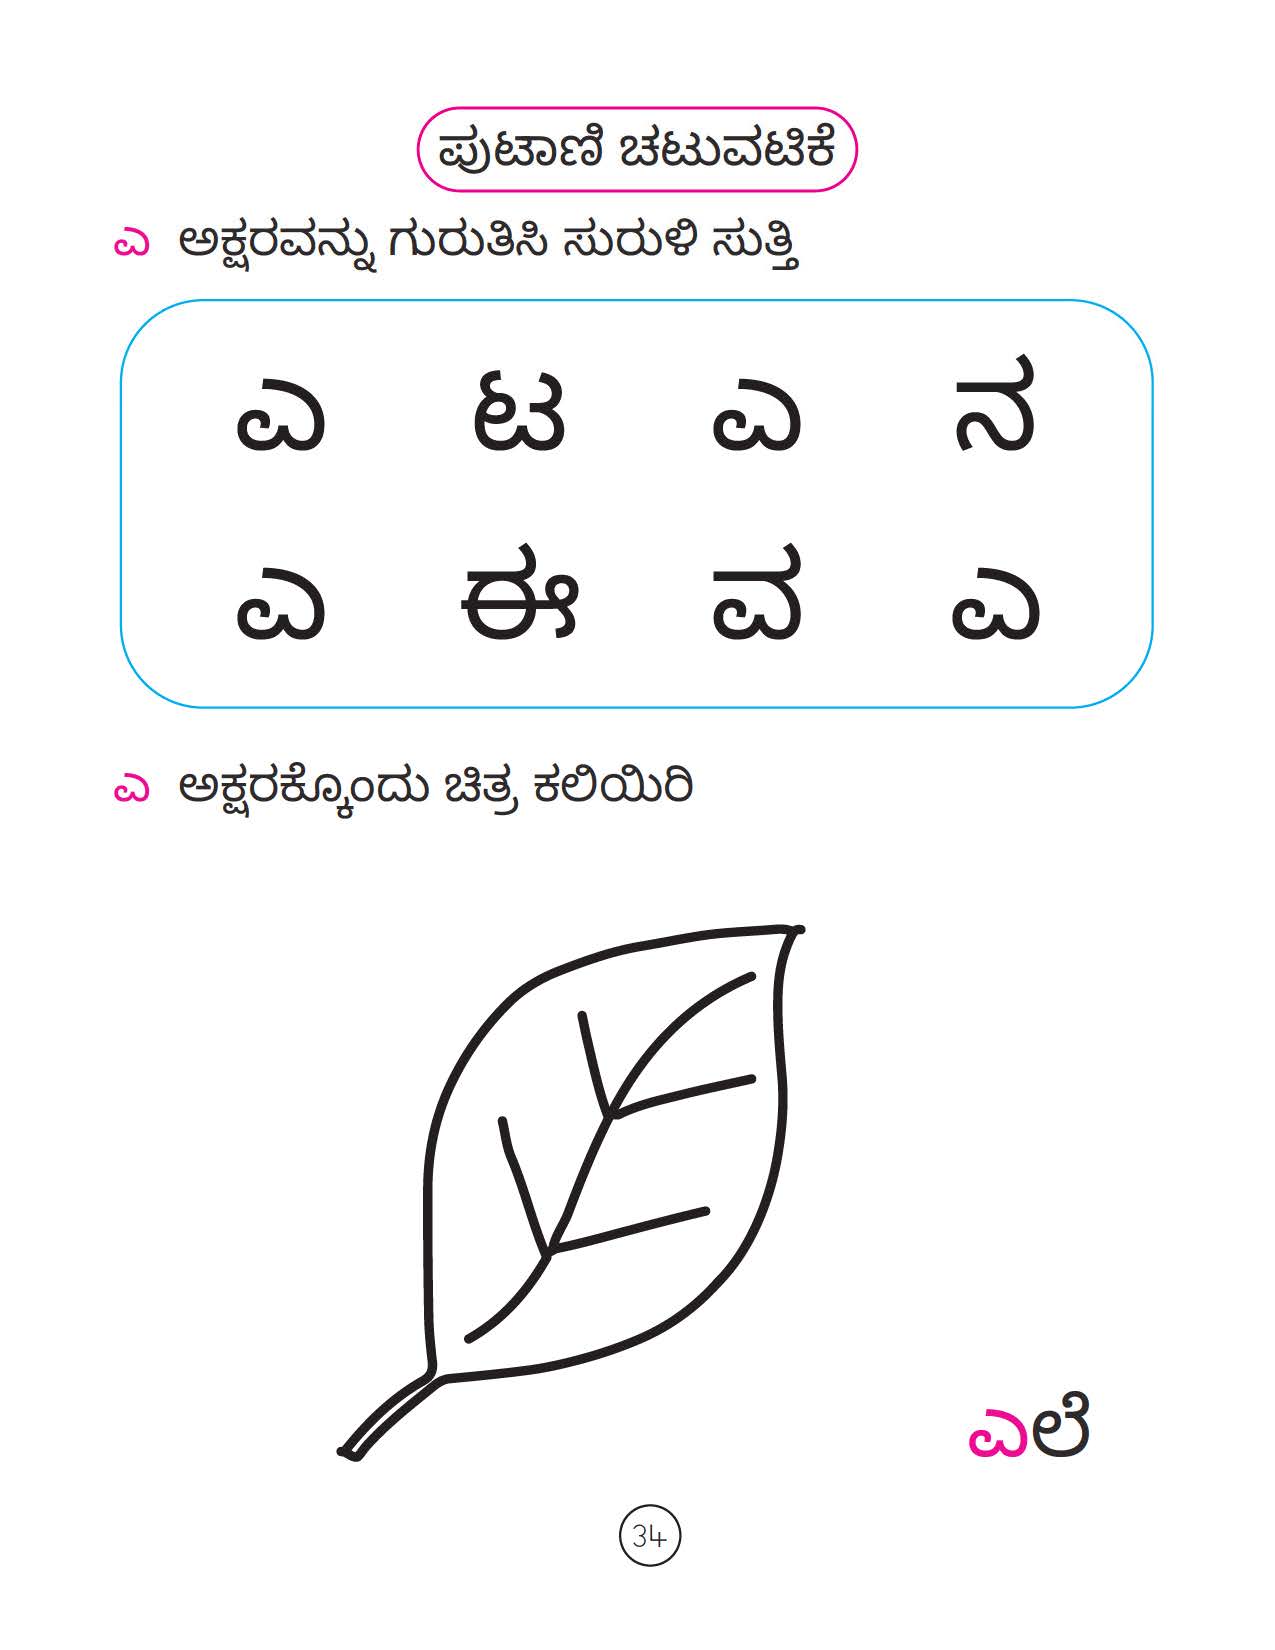 ಪುಟಾಣಿ ಚಟುವಟಿಕೆ
ಎ ಅಕ್ಷರವನ್ನು ಗುರುತಿಸಿ ಸುರುಳಿ ಸುತ್ತಿ
ಎ ಟ ಎ ನ
ಎ ಈ ವ ಎ
ಎ ಅಕ್ಷರಕ್ಕೊಂದು ಚಿತ್ರ ಕಲಿಯಿರಿ
ಎಲೆ
34